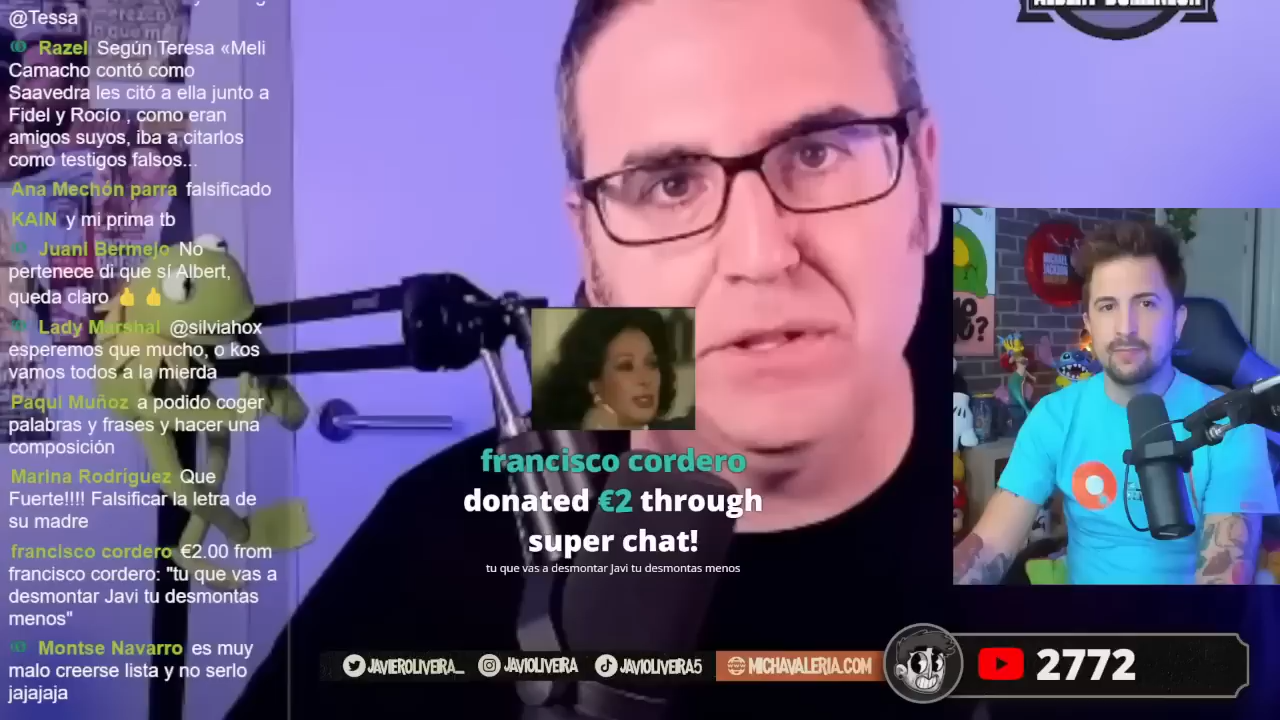 @Tessa
Razel Según Teresa «Meli
Camacho contó como
Saavedra les citó a ella junto a
Fidel y Rocío , como eran
amigos suyos, iba a citarlos
como testigos falsos...
Ana Mechón parra falsificado
KAIN y mi prima tb
Juani Bermejo No
pertenece di que sí Albert,
queda claro
Lady Marshal @silviahox
esperemos que mucho, o kos
vamos todos a la mierda
Paqui Muñoz a podido coger
palabras y frases y hacer una
composición
Marina Rodriguez Que
Fuerte!!!! Falsificar la letra de
su madre
francisco cordero €2.00 from
francisco cordero: "tu que vas a
desmontar Javi tu desmontas
menos"
Montse Navarro es muy
malo creerse lista y no serlo
jajajaja
francisco cordero
donated €2 through
super chat!
tu que vas a desmontar Javi tu desmontas menos
MICHAEL
JACKSON
JAVIEROLIVEIRA_
JAVIOLIVEIRA
JAVIOLIVEIRA5
MICHAVALERIA.COM
2772